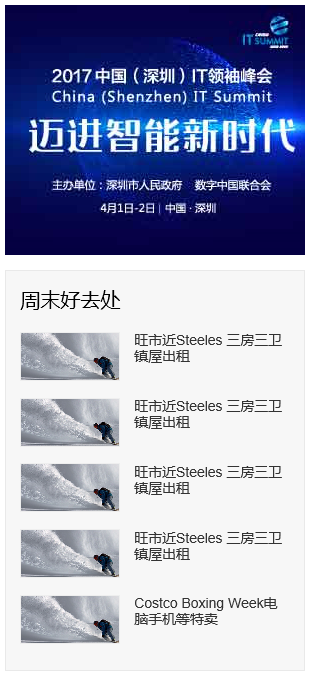 CHINA
IT SUMMIT
2017中国（深圳）IT领袖峰会
China (Shenzhen) IT Summit
迈进智能新时代
主办单位：深圳市人民政府 数字中国联合会
4月1日-2日 | 中国 · 深圳
周末好去处
旺市近Steeles 三房三卫
镇屋出租
旺市近Steeles 三房三卫
镇屋出租
旺市近Steeles 三房三卫
镇屋出租
旺市近Steeles 三房三卫
镇屋出租
Costco Boxing Week电
脑手机等特卖